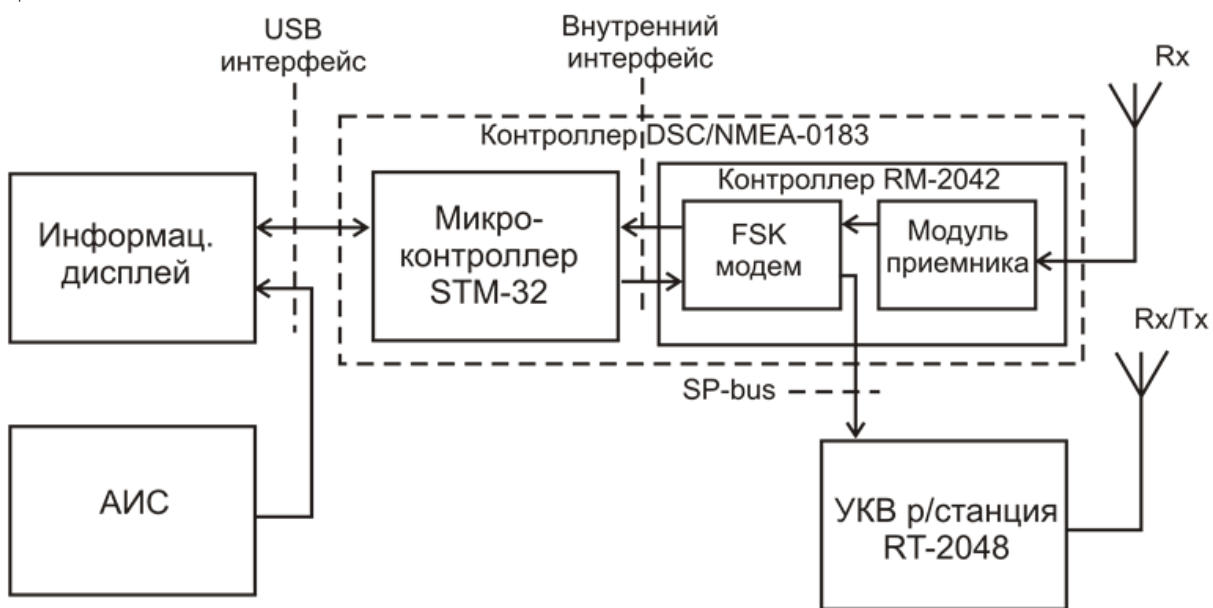 USB
интерфейс
Внутренний
интерфейс
Rx
Контроллер DSC/NMEA-0183
Контроллер RM-2042
Информац.
дисплей
Микро-
контроллер
STM-32
FSK
модем
Модуль
приемника
Rx/Tx
SP-bus
АИС
УКВ р/станция
RT-2048